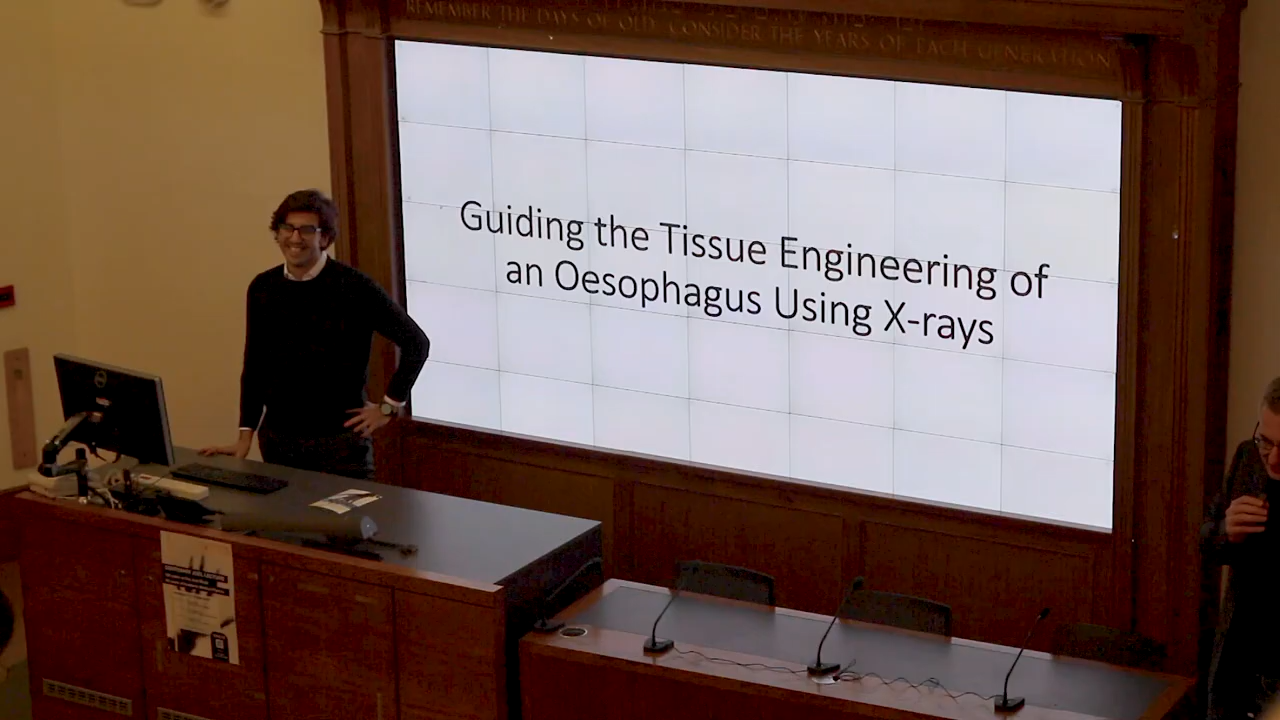 REMEMBER THE DAYS OF OLD, CONSIDER THE YEARS OF EACH GENERATION
Guiding the Tissue Engineering of
an Oesophagus Using X-rays
DELL